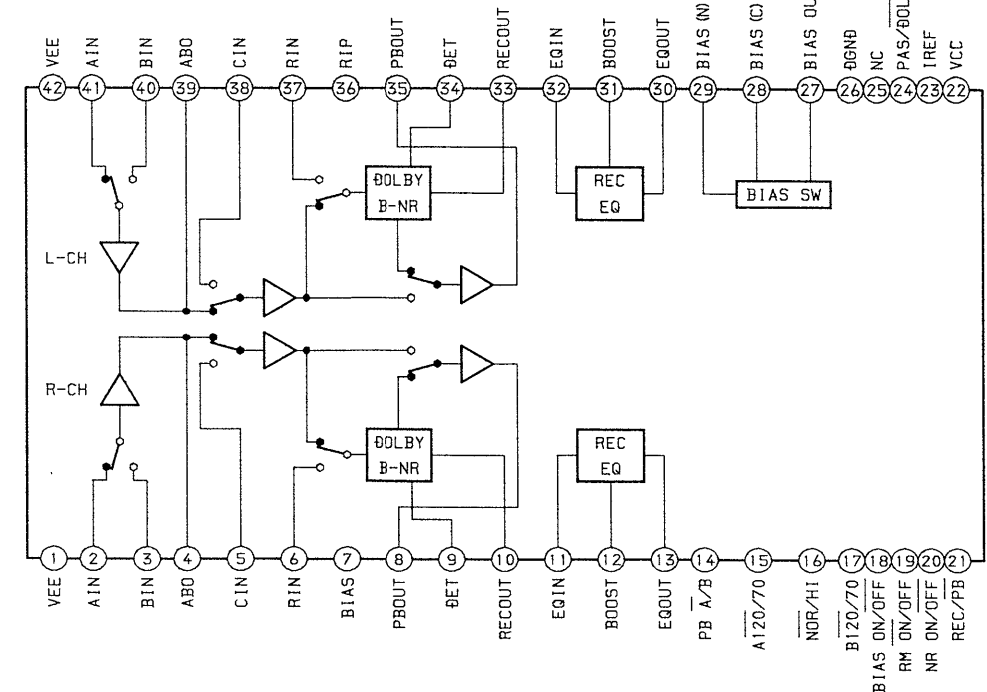 VEE
AIN
BIN
ABO
CIN
RIN
RIP
PBOUT
DET
RECOUT
EQIN
BOOST
EQOUT
BIAS (N)
BIAS (C)
BIAS OU
DGND
NC
PAS/DOL
IREF
VCC
42 41 40 39 38 37 36 35 34 33 32 31 30 29 28 27 26 25 24 23 22
DOLBY
B-NR
REC
EQ
BIAS SW
L-CH
R-CH
DOLBY
B-NR
REC
EQ
1 2 3 4 5 6 7 8 9 10 11 12 13 14 15 16 17 18 19 20 21
VEE
AIN
BIN
ABO
CIN
RIN
BIAS
PBOUT
DET
RECOUT
EQIN
BOOST
EQOUT
PB A/B
A120/70
NOR/HI
B120/70
BIAS ON/OFF
RM ON/OFF
NR ON/OFF
REC/PB